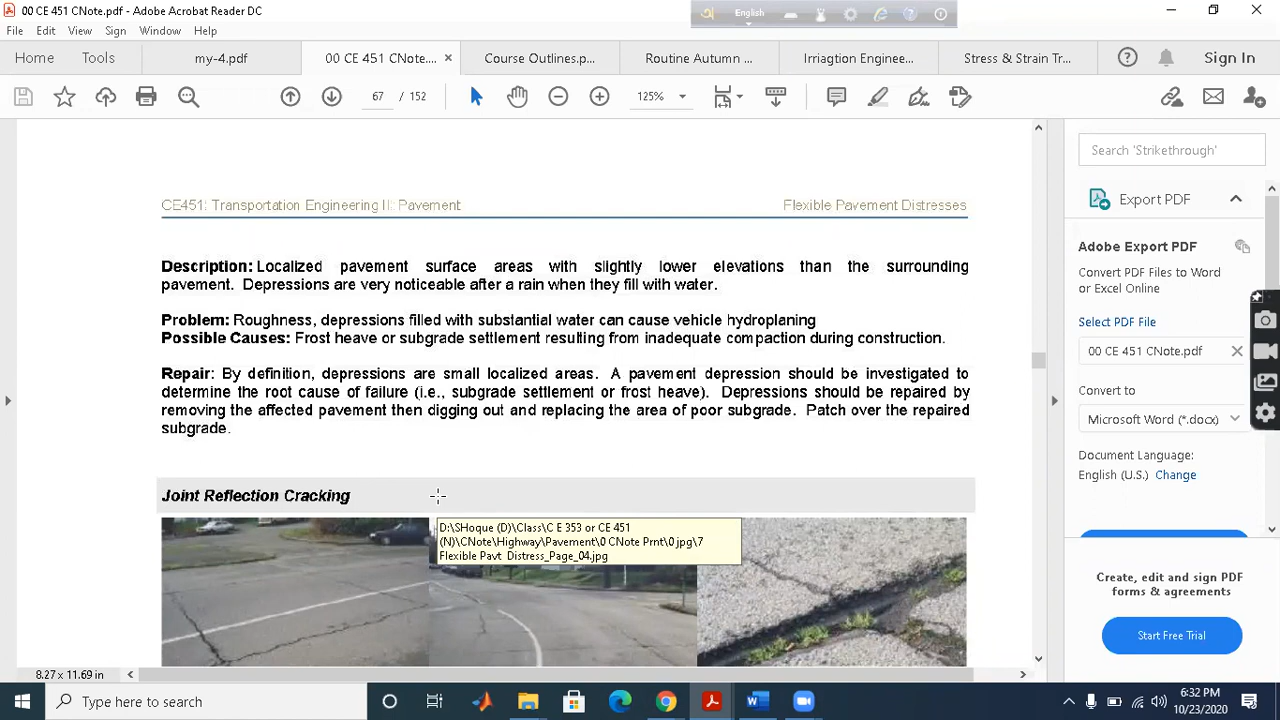 00 CE 451 CNote.pdf - Adobe Acrobat Reader DC
English
File Edit View Sign Window Help
Home Tools my-4.pdf 00 CE 451 CNote.... × Course Outlines.p... Routine Autumn ... Irriagtion Enginee... Stress & Strain Tr... Sign In
67 / 152 125%
Search 'Strikethrough'
CE451: Transportation Engineering II: Pavement Flexible Pavement Distresses
Export PDF
Description: Localized pavement surface areas with slightly lower elevations than the surrounding
pavement. Depressions are very noticeable after a rain when they fill with water.
Problem: Roughness, depressions filled with substantial water can cause vehicle hydroplaning
Possible Causes: Frost heave or subgrade settlement resulting from inadequate compaction during construction.
Repair: By definition, depressions are small localized areas. A pavement depression should be investigated to
determine the root cause of failure (i.e., subgrade settlement or frost heave). Depressions should be repaired by
removing the affected pavement then digging out and replacing the area of poor subgrade. Patch over the repaired
subgrade.
Joint Reflection Cracking
D:\SHoque (D)\Class\C E 353 or CE 451
(N)\CNote\Highway\Pavement\0 CNote Prnt\0 jpg\7
Flexible Pavt Distress_Page_04.jpg
Adobe Export PDF
Convert PDF Files to Word
or Excel Online
Select PDF File
00 CE 451 CNote.pdf
Convert to
Microsoft Word (*.docx)
Document Language:
English (U.S.) Change
Create, edit and sign PDF
forms & agreements
Start Free Trial
8.27 x 11.69 in
Type here to search
6:32 PM
10/23/2020